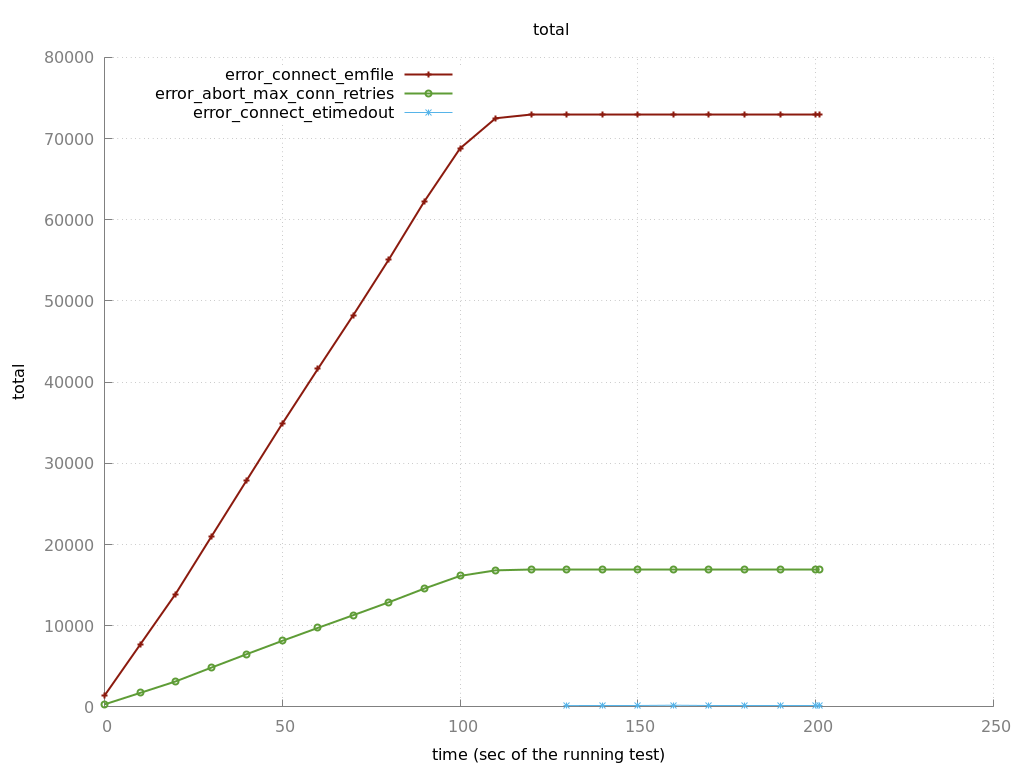 total
80000
70000
60000
50000
40000
30000
20000
10000
0
error_connect_emfile
error_abort_max_conn_retries
error_connect_etimedout
total
0 50 100 150 200 250
time (sec of the running test)